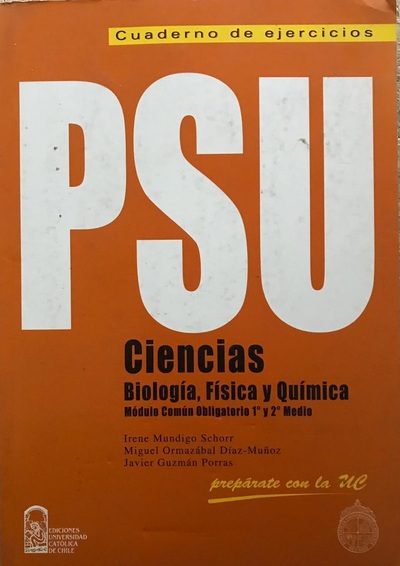 Cuaderno de ejercicios
PSU
Ciencias
Biología, Física y Química
Módulo Común Obligatorio 1° y 2° Medio
Irene Mundigo Schorr
Miguel Ormazábal Díaz-Muñoz
Javier Guzmán Porras
prepárate con la UC
EDICIONES
UNIVERSIDAD
CATÓLICA
DE CHILE